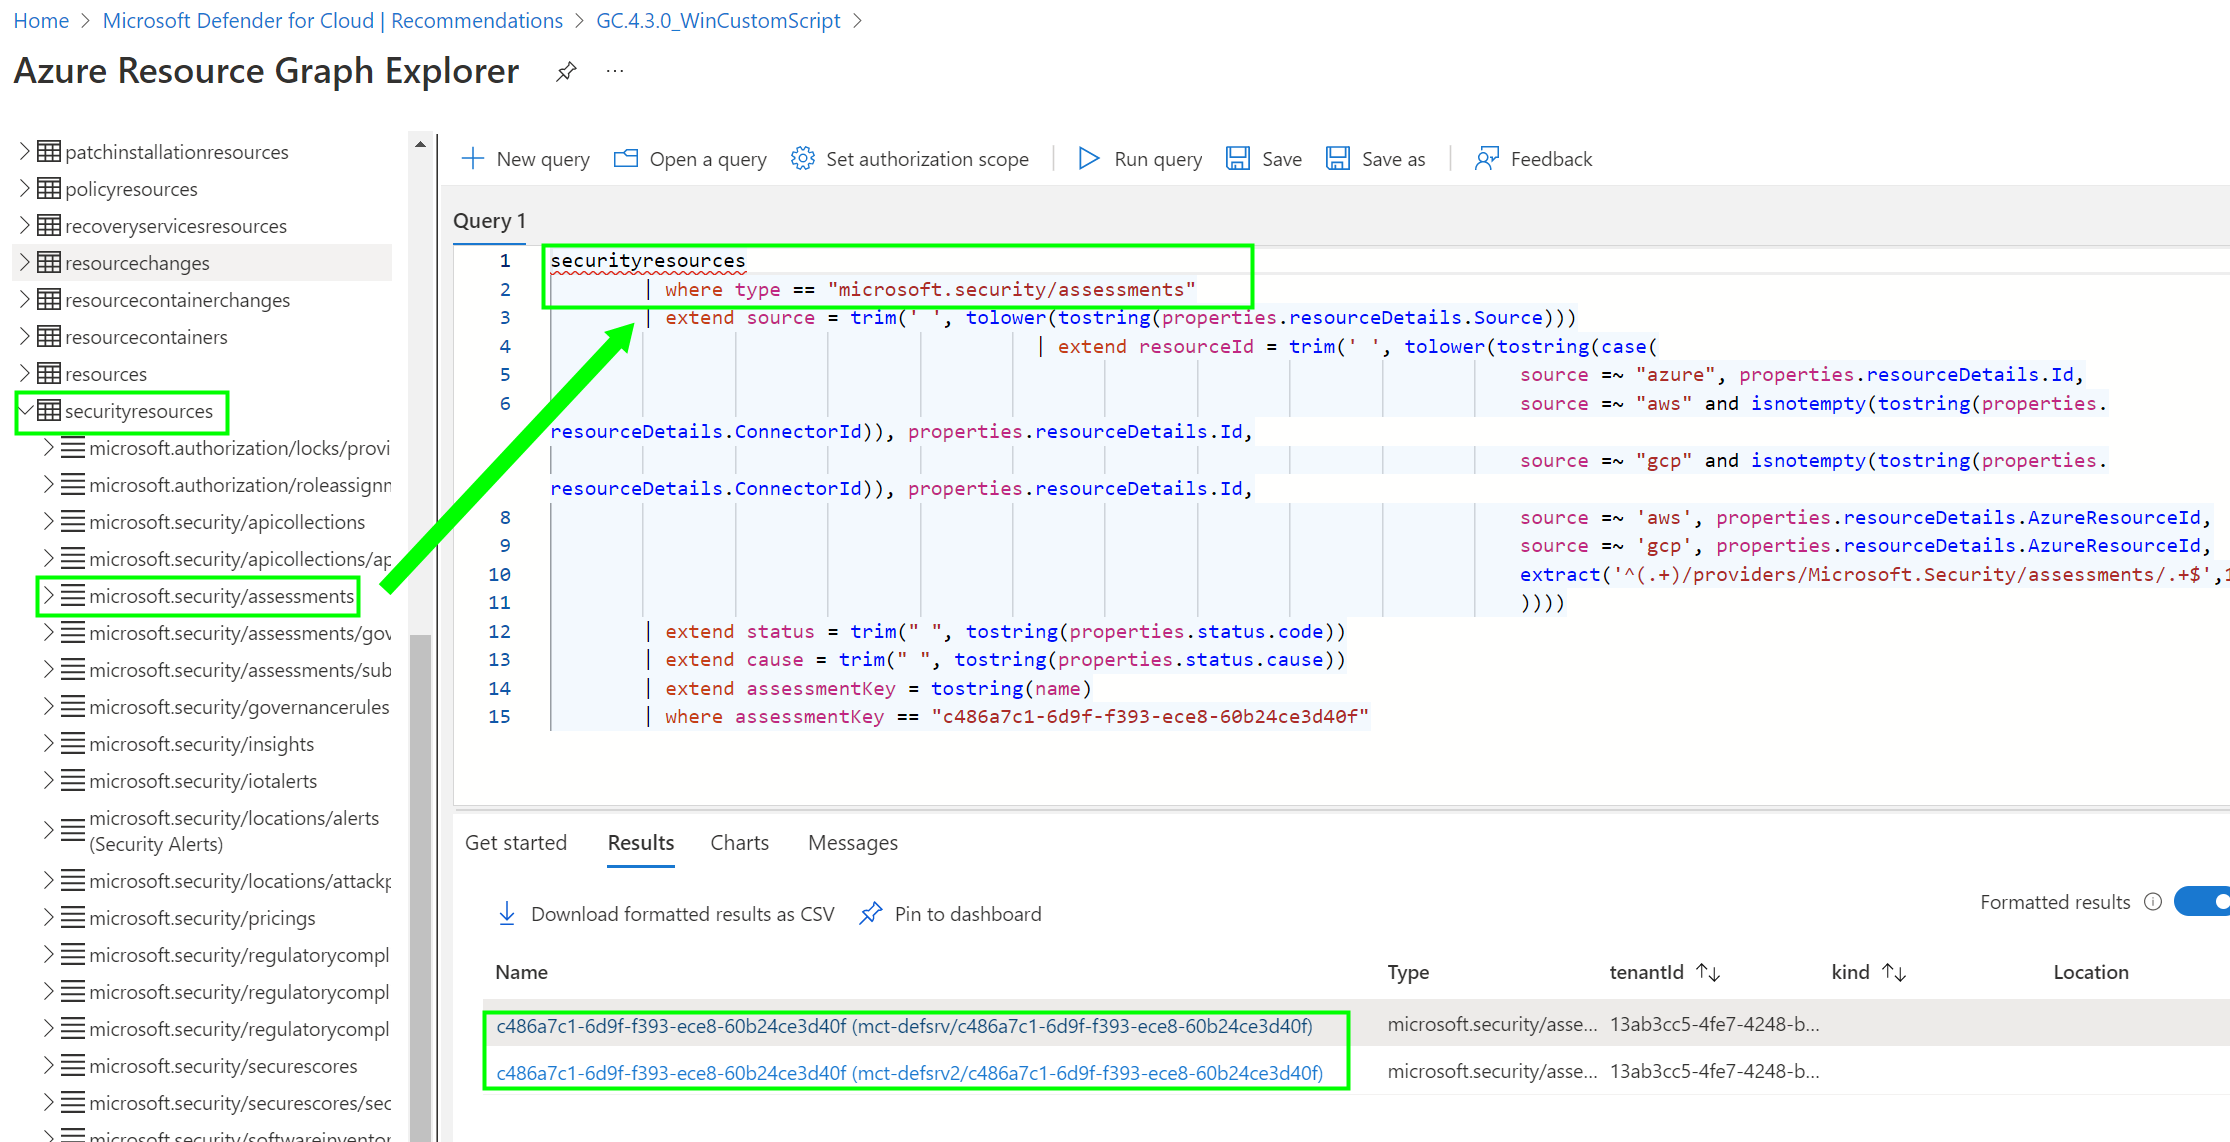 Home > Microsoft Defender for Cloud | Recommendations > GC.4.3.0_WinCustomScript >
Azure Resource Graph Explorer ...
patchinstallationresources
policyresources
recoveryservicesresources
resourcechanges
resourcecontainerchanges
resourcecontainers
resources
securityresources
microsoft.authorization/locks/provi
microsoft.authorization/roleassignm
microsoft.security/apicollections
microsoft.security/apicollections/ap
microsoft.security/assessments
microsoft.security/assessments/gov
microsoft.security/assessments/sub
microsoft.security/governancerules
microsoft.security/insights
microsoft.security/iotalerts
microsoft.security/locations/alerts
(Security Alerts)
microsoft.security/locations/attackp
microsoft.security/pricings
microsoft.security/regulatorycompl
microsoft.security/regulatorycompl
microsoft.security/regulatorycompl
microsoft.security/securescores
microsoft.security/securescores/sec
microsoft.security/softwareinventor
New query Open a query Set authorization scope | Run query Save Save as | Feedback
Query 1
1 securityresources
2 | where type == "microsoft.security/assessments"
3 | extend source = trim(' ', tolower(tostring(properties.resourceDetails.Source)))
4 | extend resourceId = trim(' ', tolower(tostring(case(
5 source =~ "azure", properties.resourceDetails.Id,
6 source =~ "aws" and isnotempty(tostring(properties.
resourceDetails.ConnectorId)), properties.resourceDetails.Id,
source =~ "gcp" and isnotempty(tostring(properties.
resourceDetails.ConnectorId)), properties.resourceDetails.Id,
8 source =~ 'aws', properties.resourceDetails.AzureResourceId,
9 source =~ 'gcp', properties.resourceDetails.AzureResourceId,
10 extract('^(.+)/providers/Microsoft.Security/assessments/.+$',1
11 ))))
12 | extend status = trim(" ", tostring(properties.status.code))
13 | extend cause = trim(" ", tostring(properties.status.cause))
14 | extend assessmentKey = tostring(name)
15 | where assessmentKey == "c486a7c1-6d9f-f393-ece8-60b24ce3d40f"
Get started Results Charts Messages
Download formatted results as CSV Pin to dashboard
Formatted results
Name Type tenantId ↑↓ kind ↑↓ Location
c486a7c1-6d9f-f393-ece8-60b24ce3d40f (mct-defsrv/c486a7c1-6d9f-f393-ece8-60b24ce3d40f) microsoft.security/asse... 13ab3cc5-4fe7-4248-b...
c486a7c1-6d9f-f393-ece8-60b24ce3d40f (mct-defsrv2/c486a7c1-6d9f-f393-ece8-60b24ce3d40f) microsoft.security/asse... 13ab3cc5-4fe7-4248-b...